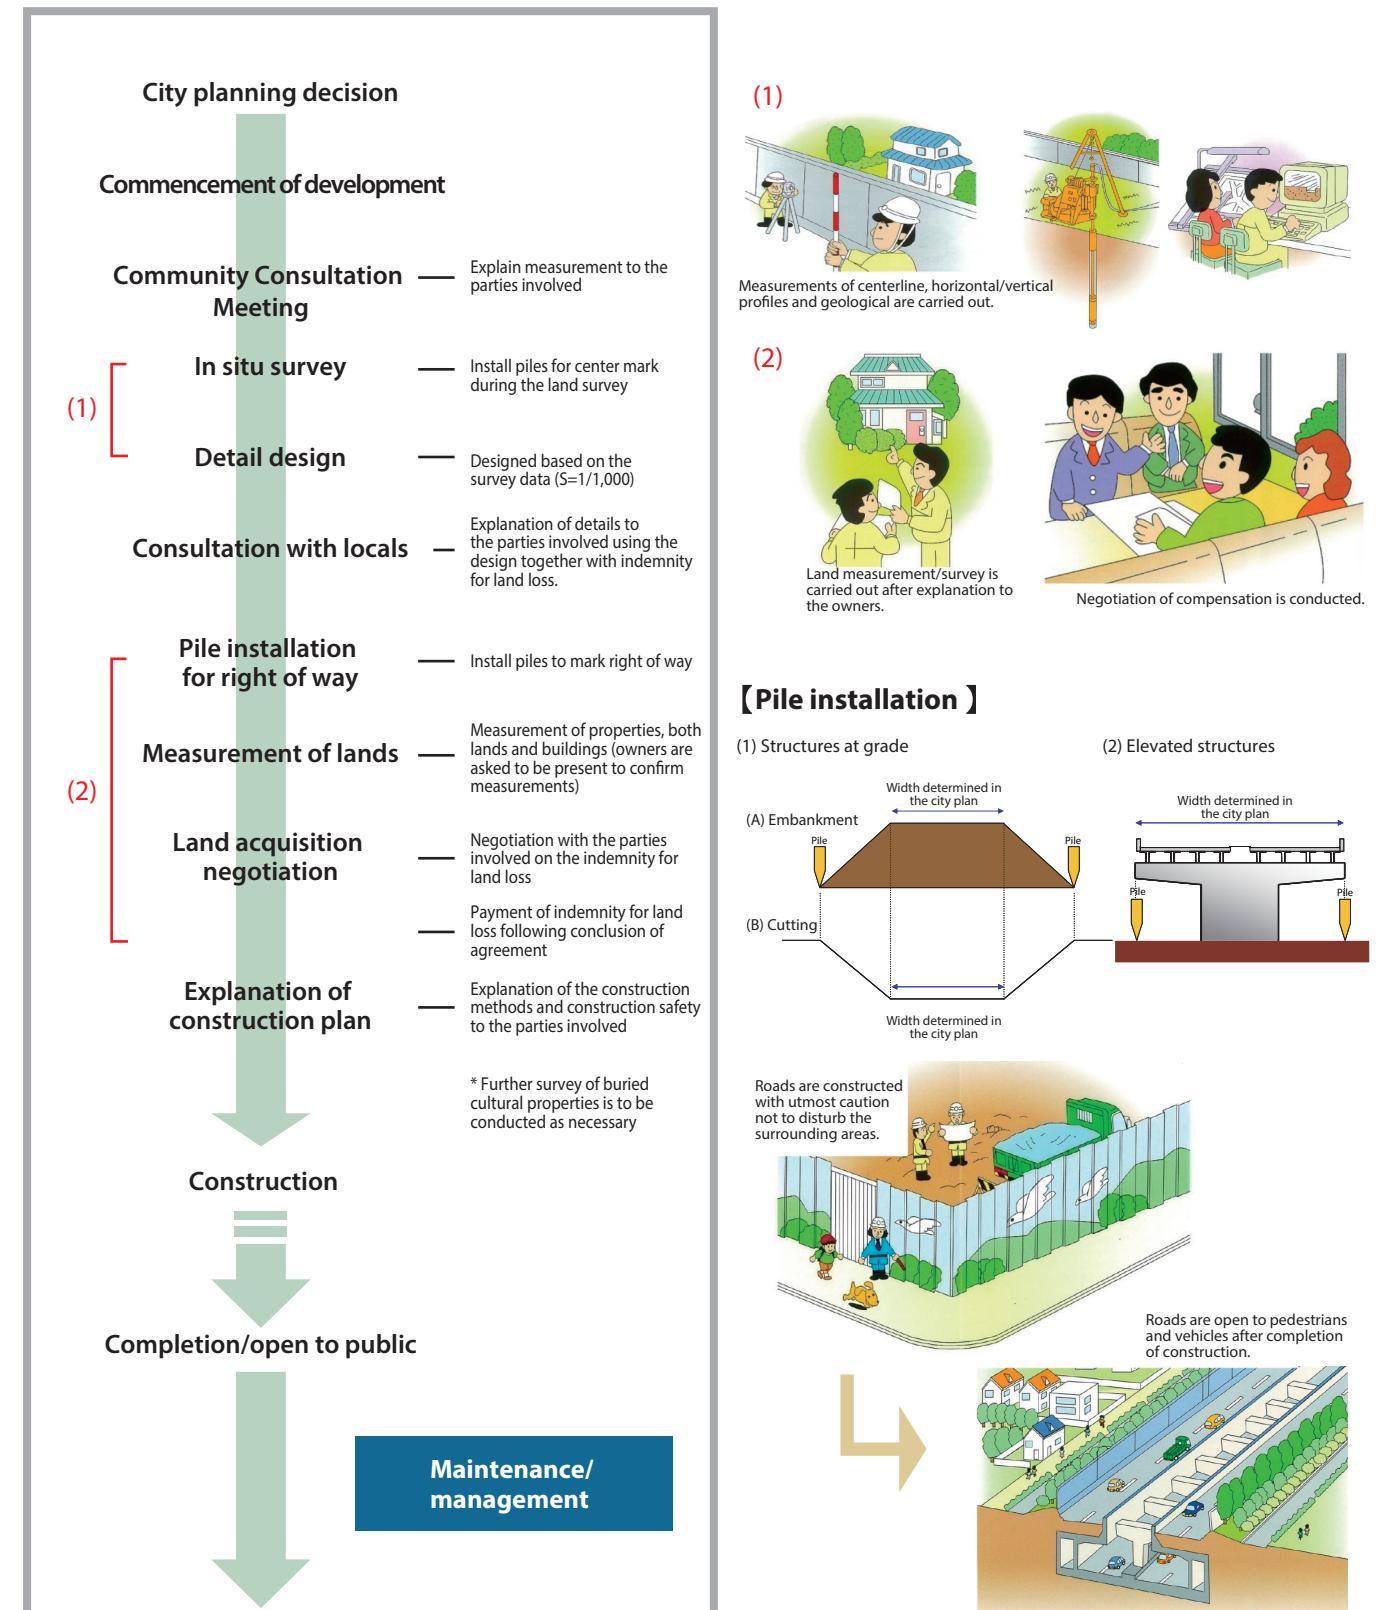 City planning decision
Commencement of development
Community Consultation
Meeting
Explain measurement to the
parties involved
(1)
In situ survey
Install piles for center mark
during the land survey
Detail design
Designed based on the
survey data (S=1/1,000)
Consultation with locals
Explanation of details to
the parties involved using the
design together with indemnity
for land loss.
(2)
Pile installation
for right of way
Install piles to mark right of way
Measurement of lands
Measurement of properties, both
lands and buildings (owners are
asked to be present to confirm
measurements)
Land acquisition
negotiation
Negotiation with the parties
involved on the indemnity for
land loss
Payment of indemnity for land
loss following conclusion of
agreement
Explanation of
construction plan
Explanation of the construction
methods and construction safety
to the parties involved
* Further survey of buried
cultural properties is to be
conducted as necessary
Construction
Completion/open to public
Maintenance/
management
(1)
Measurements of centerline, horizontal/vertical
profiles and geological are carried out.
(2)
Land measurement/survey is
carried out after explanation to
the owners.
Negotiation of compensation is conducted.
【Pile installation 】
(1) Structures at grade
Width determined in
the city plan
(A) Embankment
Pile
Pile
(B) Cutting
Width determined in
the city plan
(2) Elevated structures
Width determined in
the city plan
Pile
Pile
Roads are constructed
with utmost caution
not to disturb the
surrounding areas.
Roads are open to pedestrians
and vehicles after completion
of construction.